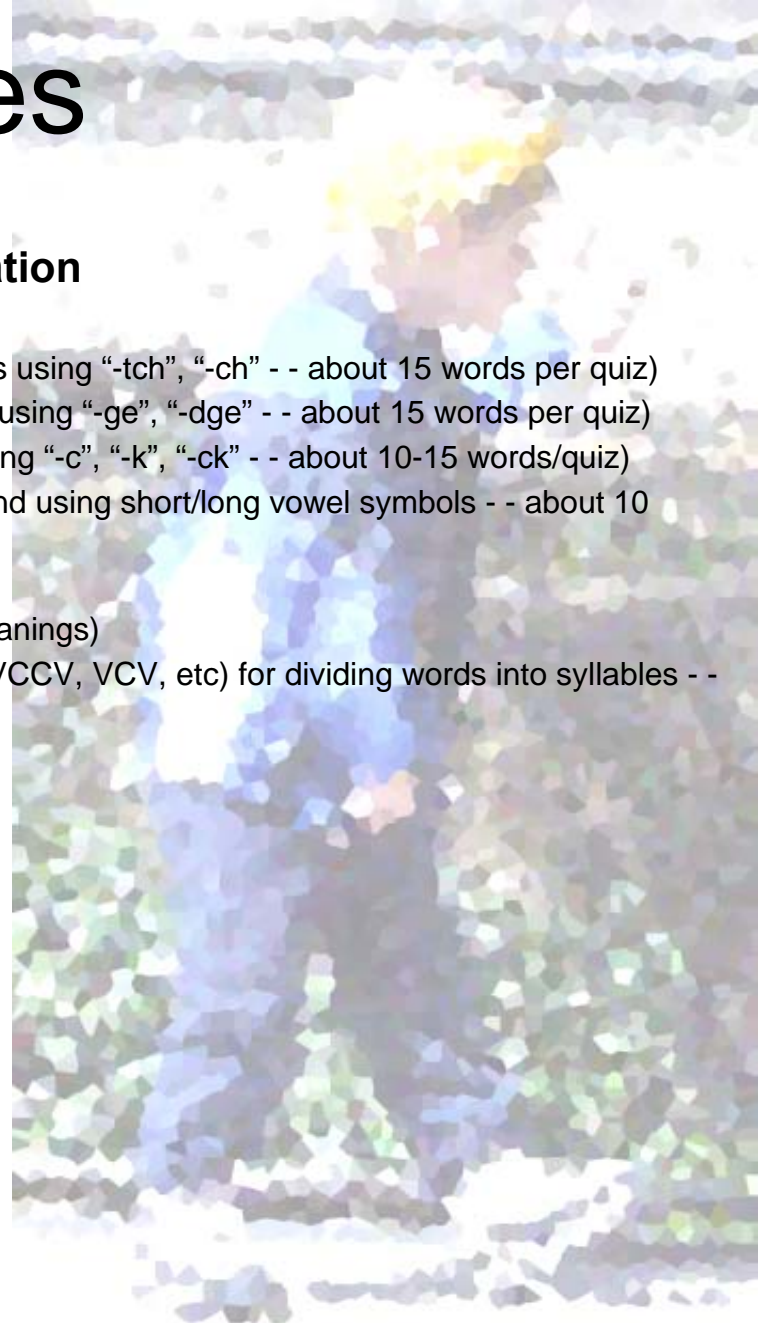 es
ation
s using “-tch”, “-ch” - - about 15 words per quiz)
using “-ge”, “-dge” - - about 15 words per quiz)
ng “-c”, “-k”, “-ck” - - about 10-15 words/quiz)
nd using short/long vowel symbols - - about 10
anings)
VCCV, VCV, etc) for dividing words into syllables - -